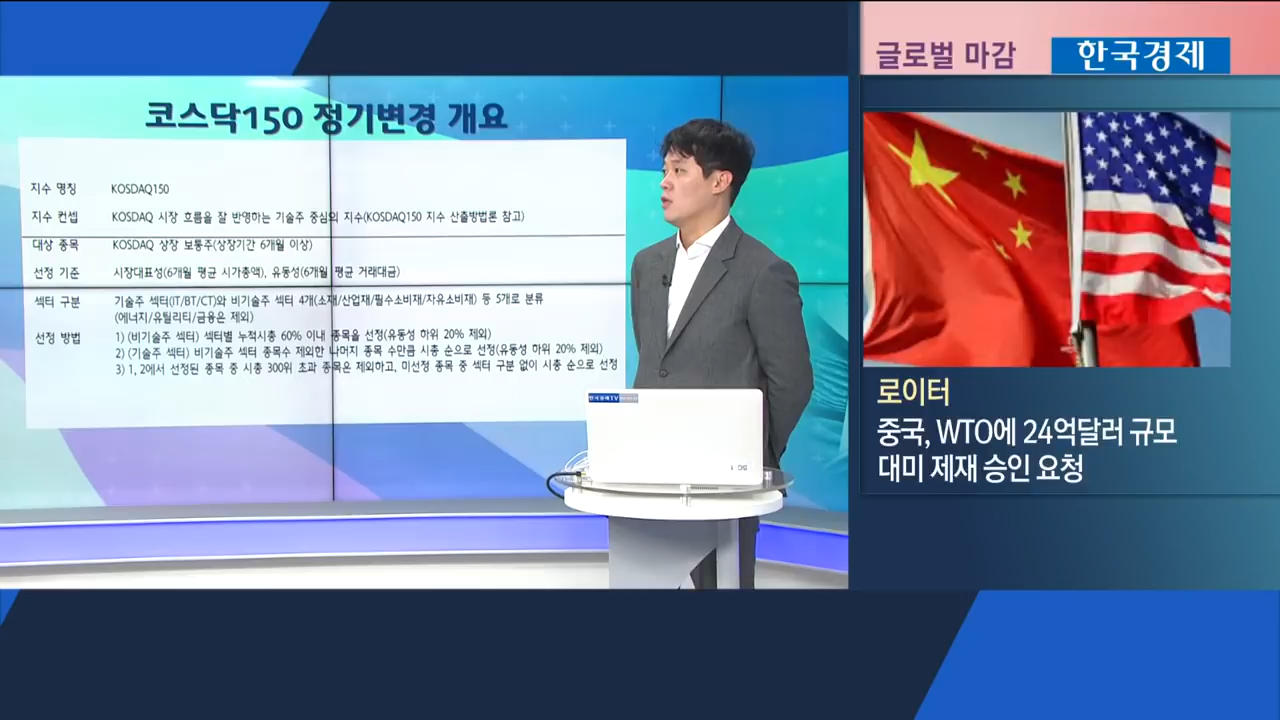 코스닥150 정기변경 개요
지수 명칭 KOSDAQ150
지수 컨셉 KOSDAQ 시장 흐름을 잘 반영하는 기술주 중심의 지수(KOSDAQ150 지수 산출방법론 참고)
대상 종목 KOSDAQ 상장 보통주(상장기간 6개월 이상)
선정 기준 시장대표성(6개월 평균 시가총액), 유동성(6개월 평균 거래대금)
섹터 구분 기술주 섹터(IT/BT/CT)와 비기술주 섹터 4개(소재/산업재/필수소비재/자유소비재) 등 5개로 분류
(에너지/유틸리티/금융은 제외)
선정 방법 1) (비기술주 섹터) 섹터별 누적시총 60% 이내 종목을 선정(유동성 하위 20% 제외)
2) (기술주 섹터) 비기술주 섹터 종목수 제외한 나머지 종목 수만큼 시총 순으로 선정(유동성 하위 20% 제외)
3) 1, 2에서 선정된 종목 중 시총 300위 초과 종목은 제외하고, 미선정 종목 중 섹터 구분 없이 시총 순으로 선정
한국경제TV
글로벌 마감
한국경제
로이터
중국, WTO에 24억달러 규모
대미 제재 승인 요청